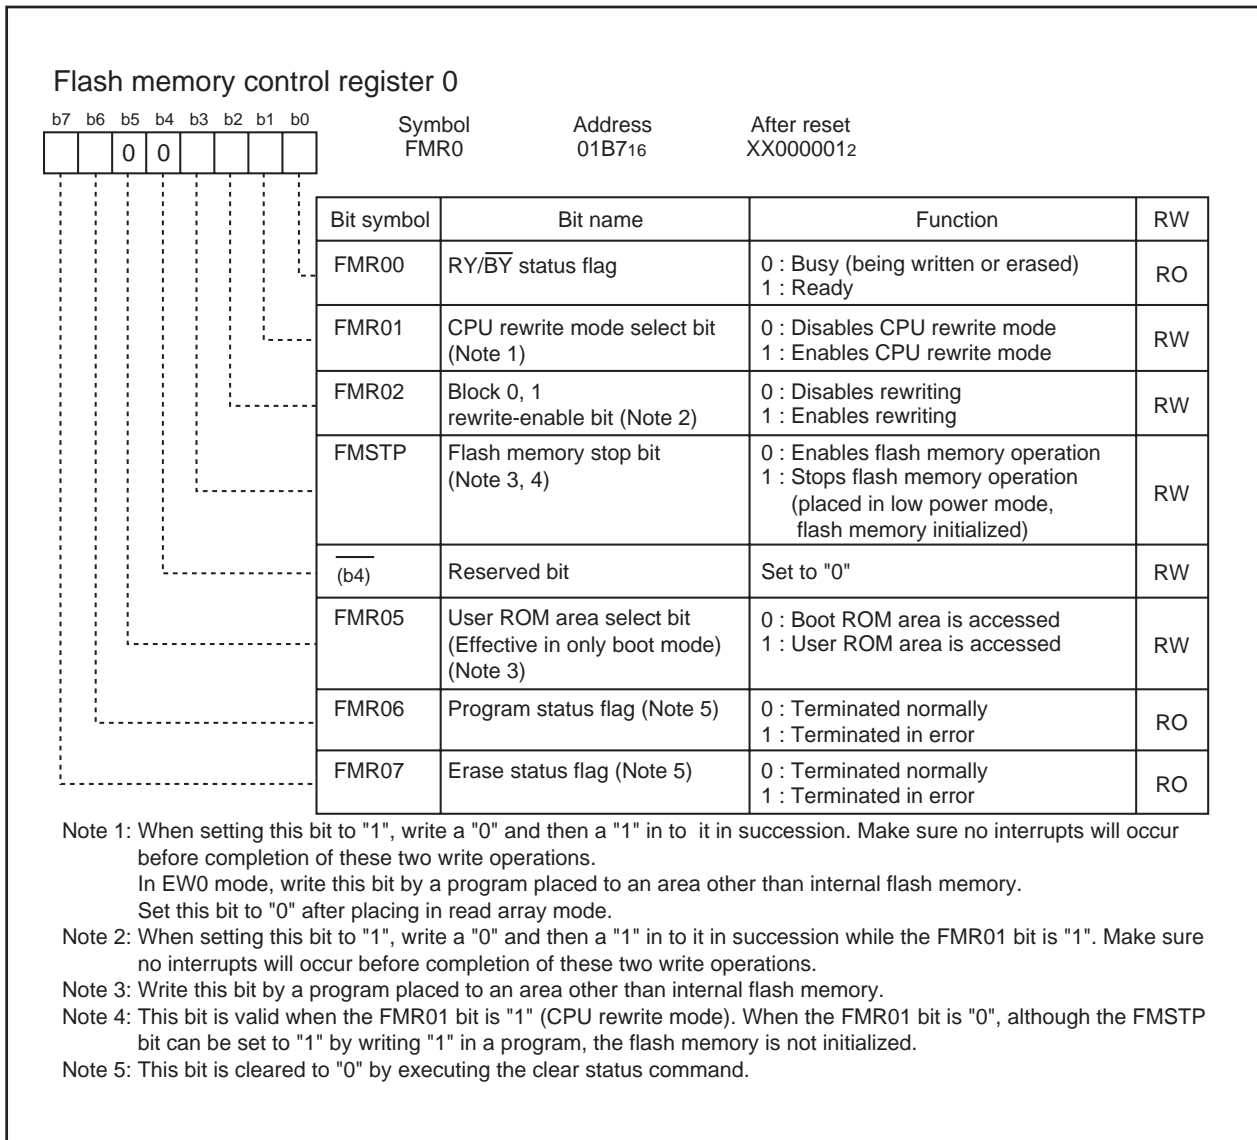 Flash memory control register 0
b7 b6 b5 b4 b3 b2 b1 b0
0 0
Symbol Address After reset
FMR0 01B716 XX0000012
Bit symbol Bit name Function RW
FMR00 RY/BY status flag 0 : Busy (being written or erased)
1 : Ready RO
FMR01 CPU rewrite mode select bit 0 : Disables CPU rewrite mode
(Note 1) 1 : Enables CPU rewrite mode RW
FMR02 Block 0, 1 0 : Disables rewriting
rewrite-enable bit (Note 2) 1 : Enables rewriting RW
FMSTP Flash memory stop bit 0 : Enables flash memory operation
(Note 3, 4) 1 : Stops flash memory operation
(placed in low power mode, RW
flash memory initialized)
(b4) Reserved bit Set to "0" RW
FMR05 User ROM area select bit 0 : Boot ROM area is accessed
(Effective in only boot mode) 1 : User ROM area is accessed RW
(Note 3)
FMR06 Program status flag (Note 5) 0 : Terminated normally
1 : Terminated in error RO
FMR07 Erase status flag (Note 5) 0 : Terminated normally
1 : Terminated in error RO
Note 1: When setting this bit to "1", write a "0" and then a "1" in to it in succession. Make sure no interrupts will occur
before completion of these two write operations.
In EW0 mode, write this bit by a program placed to an area other than internal flash memory.
Set this bit to "0" after placing in read array mode.
Note 2: When setting this bit to "1", write a "0" and then a "1" in to it in succession while the FMR01 bit is "1". Make sure
no interrupts will occur before completion of these two write operations.
Note 3: Write this bit by a program placed to an area other than internal flash memory.
Note 4: This bit is valid when the FMR01 bit is "1" (CPU rewrite mode). When the FMR01 bit is "0", although the FMSTP
bit can be set to "1" by writing "1" in a program, the flash memory is not initialized.
Note 5: This bit is cleared to "0" by executing the clear status command.